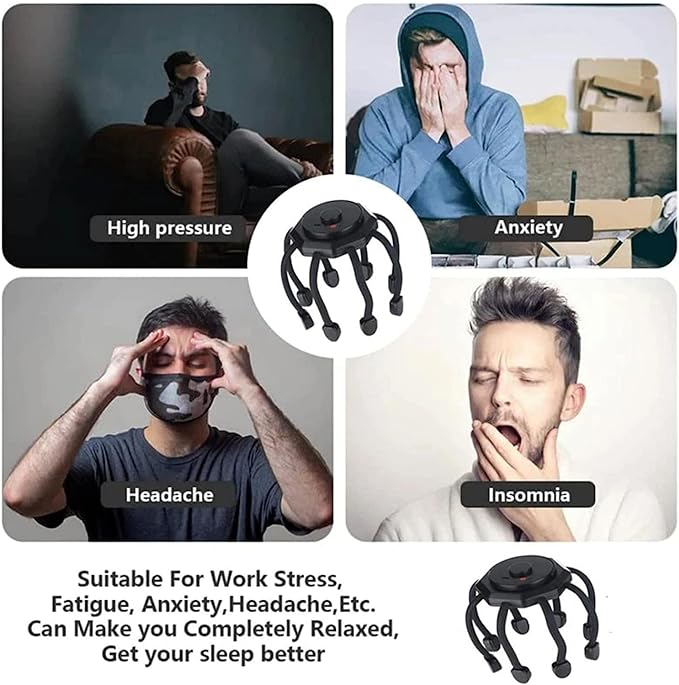 High pressure
Anxiety
Headache
Insomnia
Suitable For Work Stress,
Fatigue, Anxiety,Headache,Etc.
Can Make you Completely Relaxed,
Get your sleep better